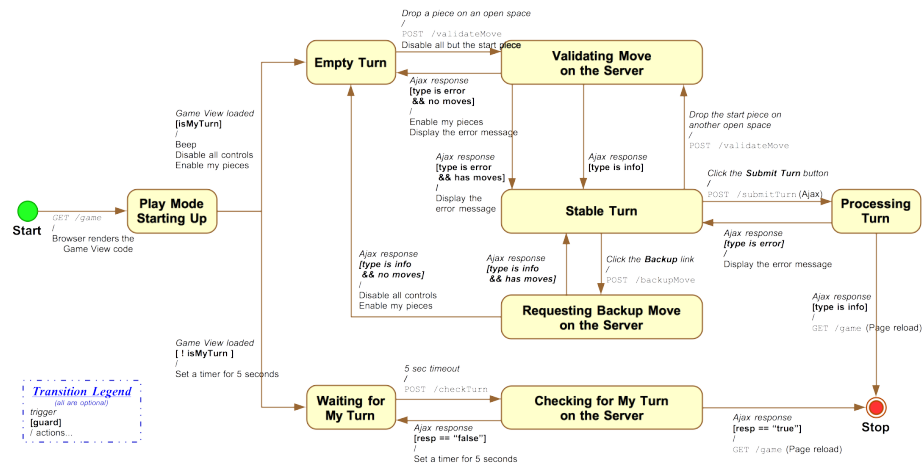 Drop a piece on an open space
/
POST /validateMove
Disable all but the start piece
Empty Turn
Validating Move
on the Server
Ajax response
[type is error
&& no moves]
/
Enable my pieces
Display the error message
Game View loaded
[isMyTurn]
/
Beep
Disable all controls
Enable my pieces
Drop the start piece on
another open space
/
POST /validateMove
Ajax response
[type is error
&& has moves]
/
Display the
error message
Ajax response
[type is info]
Click the Submit Turn button
/
POST /submitTurn (Ajax)
Play Mode
Starting Up
Stable Turn
Processing
Turn
Start
GET /game
/
Browser renders the
Game View code
Ajax response
[type is error]
/
Display the error message
Ajax response
[type is info
&& no moves]
/
Disable all controls
Enable my pieces
Ajax response
[type is info
&& has moves]
Click the Backup link
/
POST /backupMove
Requesting Backup Move
on the Server
Ajax response
[type is info]
/
GET /game (Page reload)
Game View loaded
[ ! isMyTurn ]
/
Set a timer for 5 seconds
5 sec timeout
/
POST /checkTurn
Transition Legend
(all are optional)
trigger
[guard]
/ actions...
Waiting for
My Turn
Checking for My Turn
on the Server
Stop
Ajax response
[resp == “false”]
/
Set a timer for 5 seconds
Ajax response
[resp == “true”]
/
GET /game (Page reload)